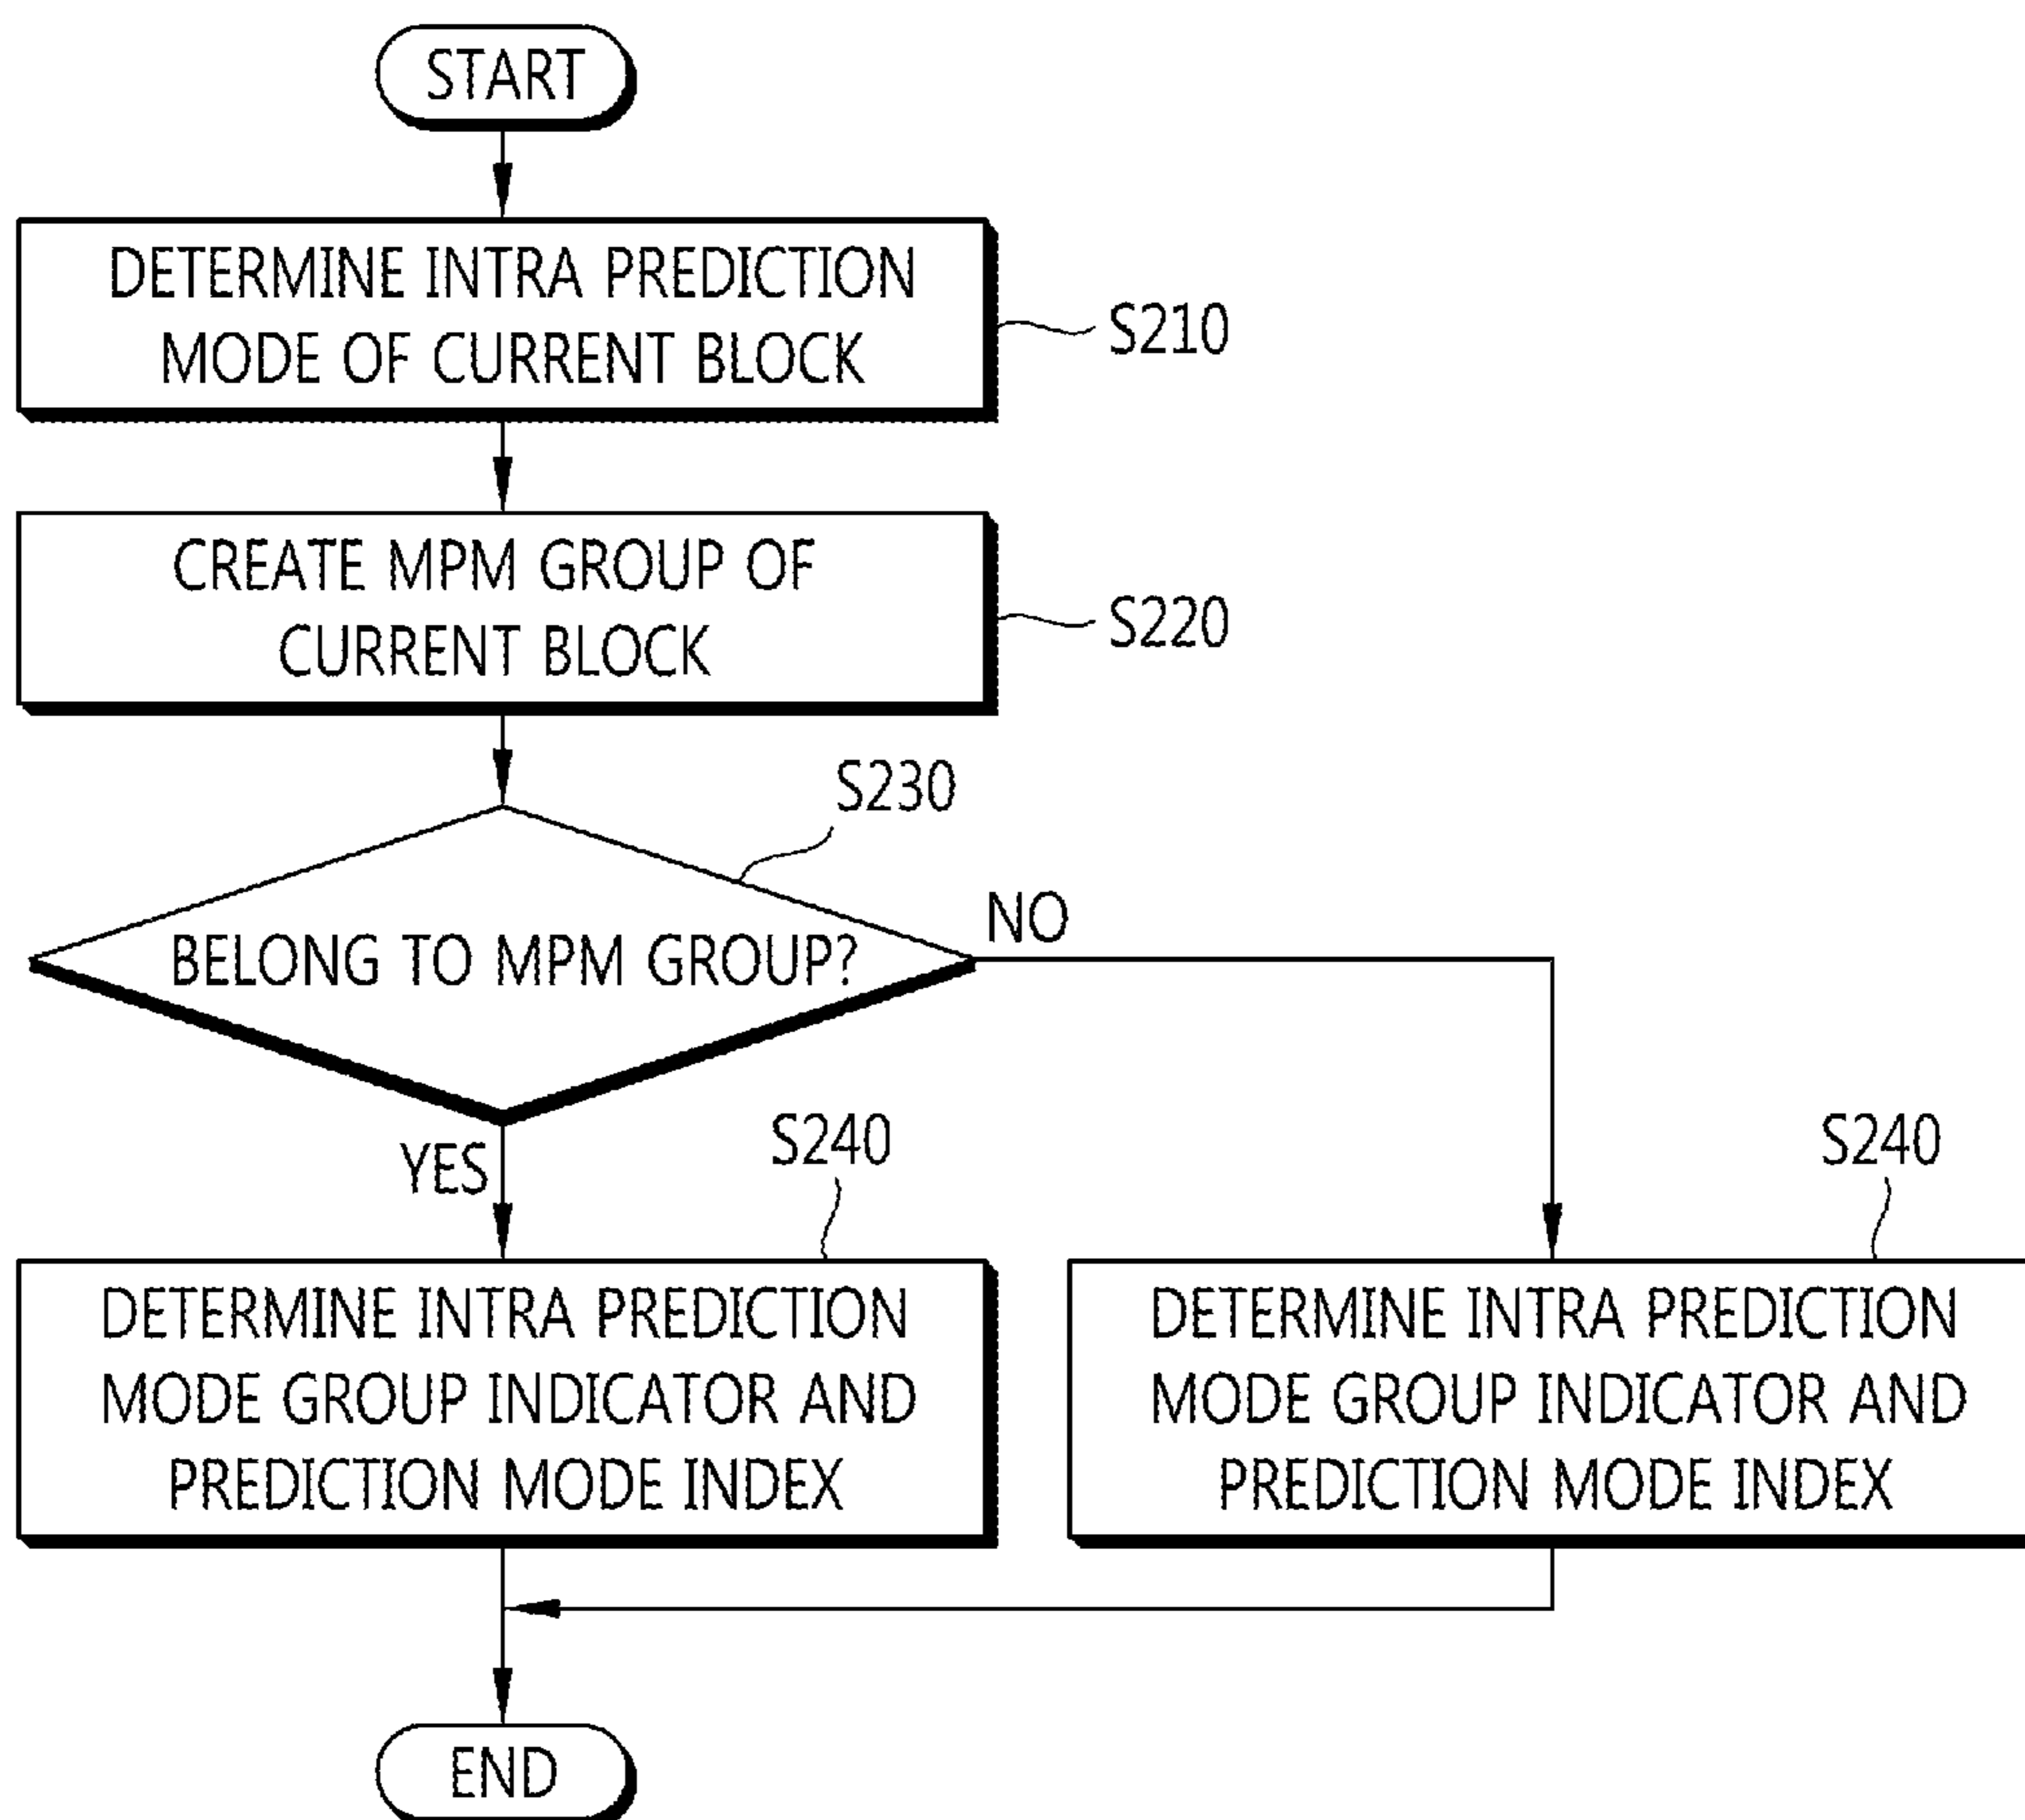 START
DETERMINE INTRA PREDICTION
MODE OF CURRENT BLOCK
S210
CREATE MPM GROUP OF
CURRENT BLOCK
S220
S230
BELONG TO MPM GROUP?
NO
YES
S240
S240
DETERMINE INTRA PREDICTION
MODE GROUP INDICATOR AND
PREDICTION MODE INDEX
DETERMINE INTRA PREDICTION
MODE GROUP INDICATOR AND
PREDICTION MODE INDEX
END